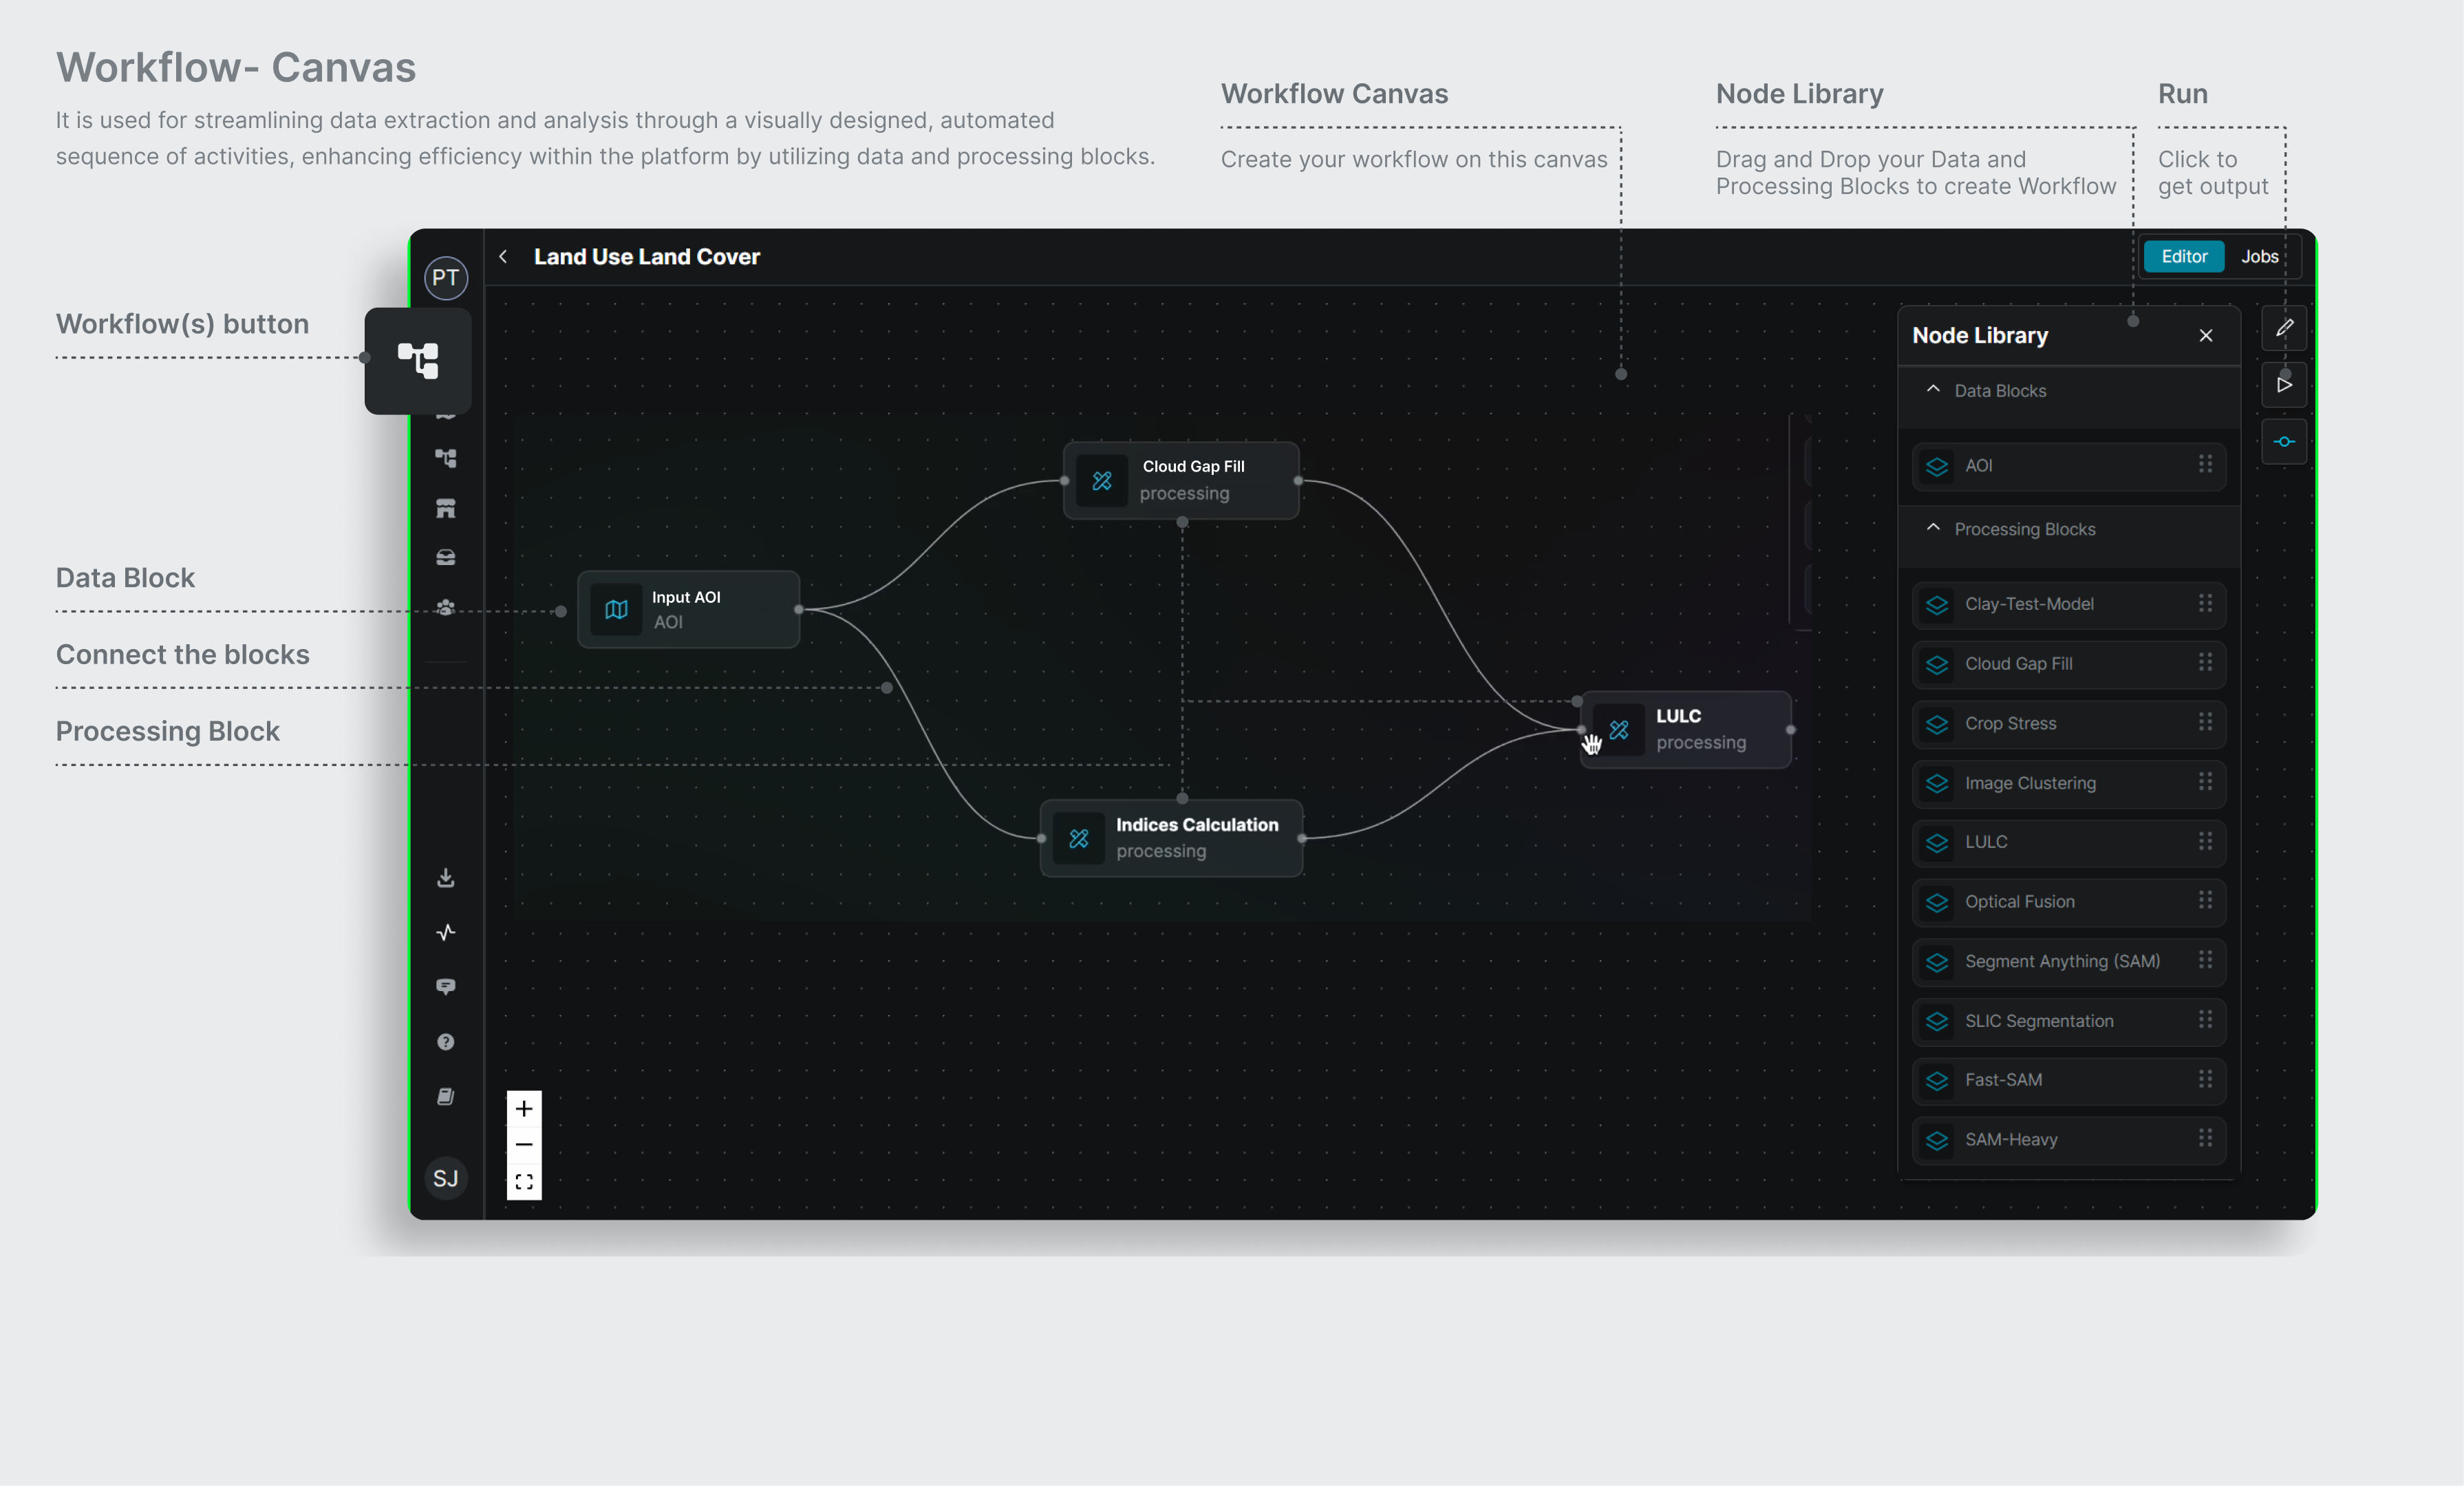 Workflow- Canvas
It is used for streamlining data extraction and analysis through a visually designed, automated
sequence of activities, enhancing efficiency within the platform by utilizing data and processing blocks.
Workflow Canvas
Create your workflow on this canvas
Node Library
Drag and Drop your Data and
Processing Blocks to create Workflow
Run
Click to
get output
Workflow(s) button
Data Block
Connect the blocks
Processing Block
PT
Land Use Land Cover
Editor
Jobs
Cloud Gap Fill
processing
Input AOI
AOI
LULC
processing
Indices Calculation
processing
Node Library
Data Blocks
AOI
Processing Blocks
Clay-Test-Model
Cloud Gap Fill
Crop Stress
Image Clustering
LULC
Optical Fusion
Segment Anything (SAM)
SLIC Segmentation
Fast-SAM
SAM-Heavy
SJ